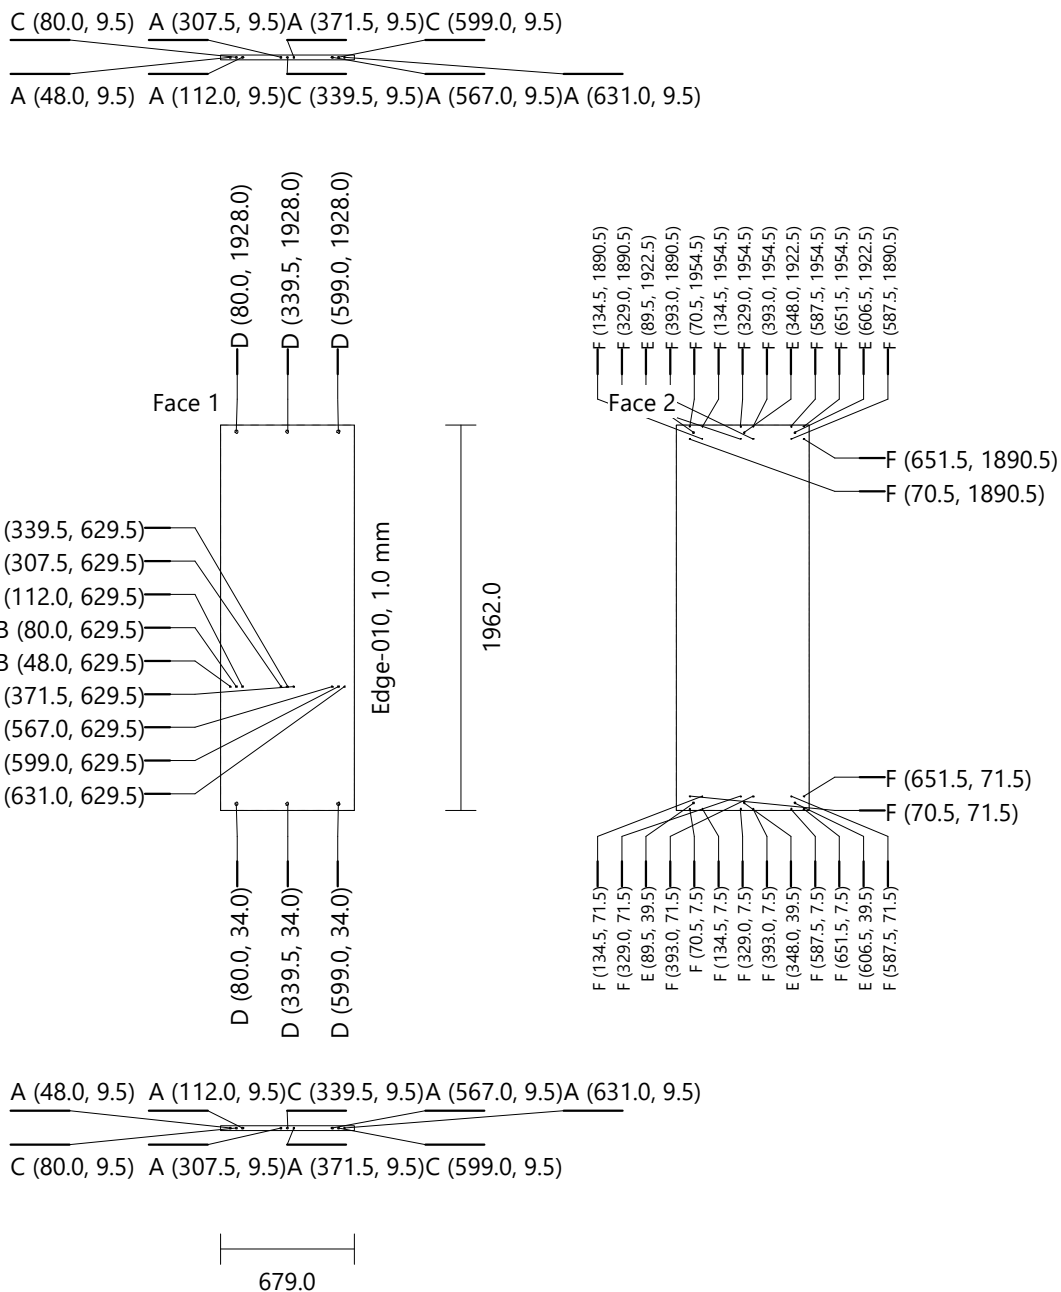 C (80.0, 9.5) A (307.5, 9.5) A (371.5, 9.5) C (599.0, 9.5)
A (48.0, 9.5) A (112.0, 9.5) C (339.5, 9.5) A (567.0, 9.5) A (631.0, 9.5)
D (80.0, 1928.0)
D (339.5, 1928.0)
D (599.0, 1928.0)
F (134.5, 1890.5)
F (329.0, 1890.5)
E (89.5, 1922.5)
F (393.0, 1890.5)
F (70.5, 1954.5)
F (134.5, 1954.5)
F (329.0, 1954.5)
F (393.0, 1954.5)
E (348.0, 1922.5)
F (587.5, 1954.5)
F (651.5, 1954.5)
E (606.5, 1922.5)
F (587.5, 1890.5)
Face 1
Face 2
F (651.5, 1890.5)
F (70.5, 1890.5)
(339.5, 629.5)
(307.5, 629.5)
(112.0, 629.5)
B (80.0, 629.5)
B (48.0, 629.5)
(371.5, 629.5)
(567.0, 629.5)
(599.0, 629.5)
(631.0, 629.5)
Edge-010, 1.0 mm
1962.0
F (651.5, 71.5)
F (70.5, 71.5)
D (80.0, 34.0)
D (339.5, 34.0)
D (599.0, 34.0)
F (134.5, 71.5)
F (329.0, 71.5)
E (89.5, 39.5)
F (393.0, 71.5)
F (70.5, 7.5)
F (134.5, 7.5)
F (329.0, 7.5)
F (393.0, 7.5)
E (348.0, 39.5)
F (587.5, 7.5)
F (651.5, 7.5)
E (606.5, 39.5)
F (587.5, 71.5)
A (48.0, 9.5) A (112.0, 9.5) C (339.5, 9.5) A (567.0, 9.5) A (631.0, 9.5)
C (80.0, 9.5) A (307.5, 9.5) A (371.5, 9.5) C (599.0, 9.5)
679.0